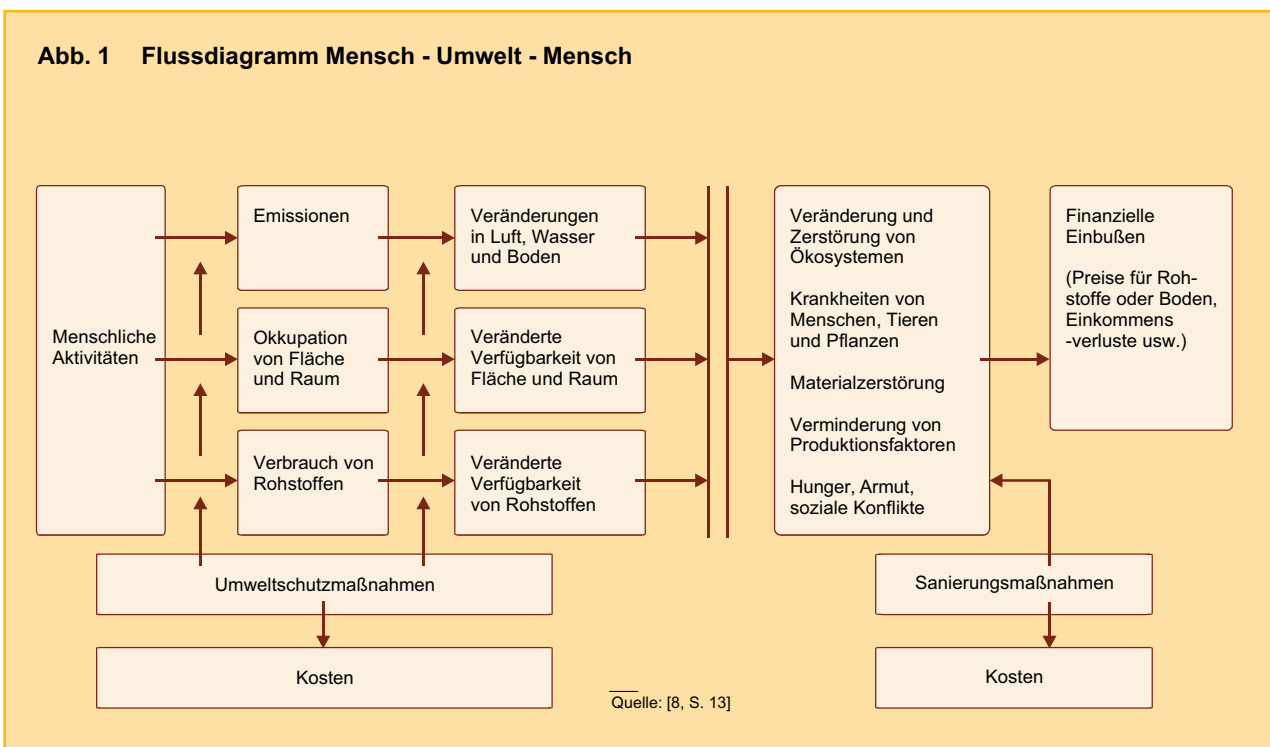 Abb. 1 Flussdiagramm Mensch - Umwelt - Mensch
Menschliche
Aktivitäten
Emissionen
Okkupation
von Fläche
und Raum
Verbrauch von
Rohstoffen
Veränderungen
in Luft, Wasser
und Boden
Veränderte
Verfügbarkeit von
Fläche und Raum
Veränderte
Verfügbarkeit
von Rohstoffen
Veränderung und
Zerstörung von
Ökosystemen
Krankheiten von
Menschen, Tieren
und Pflanzen
Materialzerstörung
Verminderung von
Produktionsfaktoren
Hunger, Armut,
soziale Konflikte
Finanzielle
Einbußen
(Preise für Roh-
stoffe oder Boden,
Einkommens
-verluste usw.)
Umweltschutzmaßnahmen
Kosten
Sanierungsmaßnahmen
Kosten
Quelle: [8, S. 13]